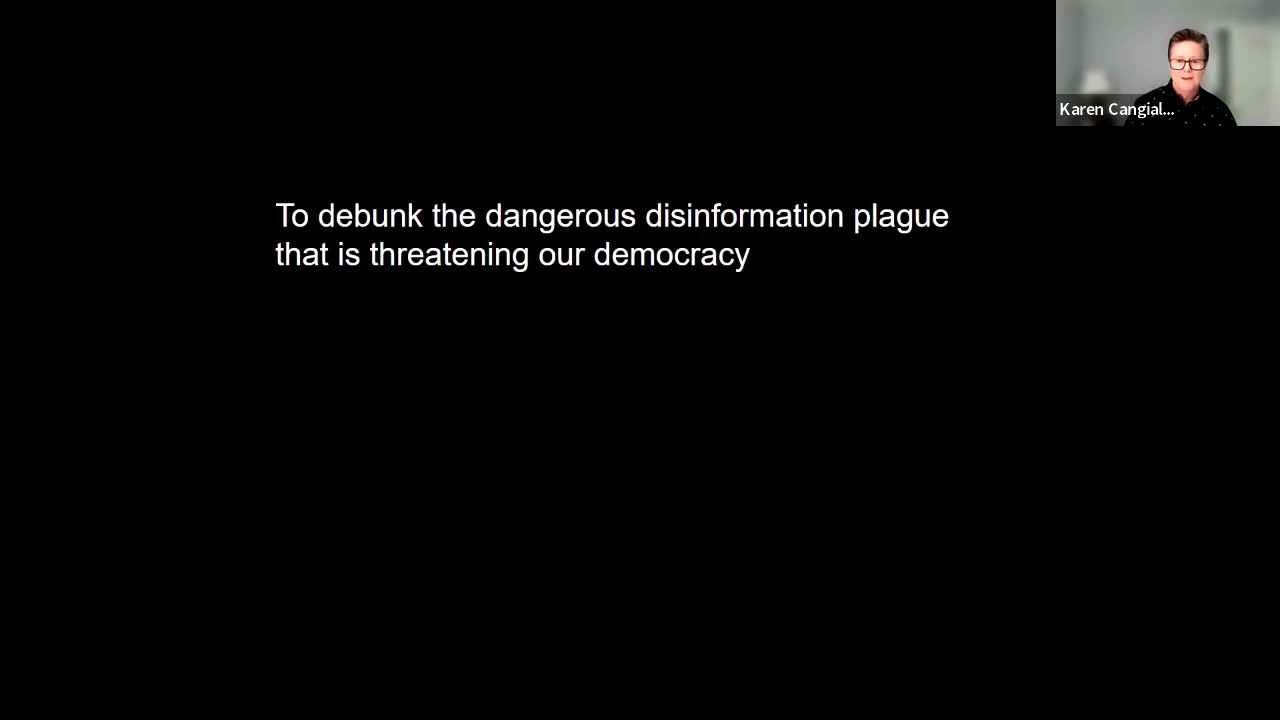 Karen Cangial...
To debunk the dangerous disinformation plague
that is threatening our democracy